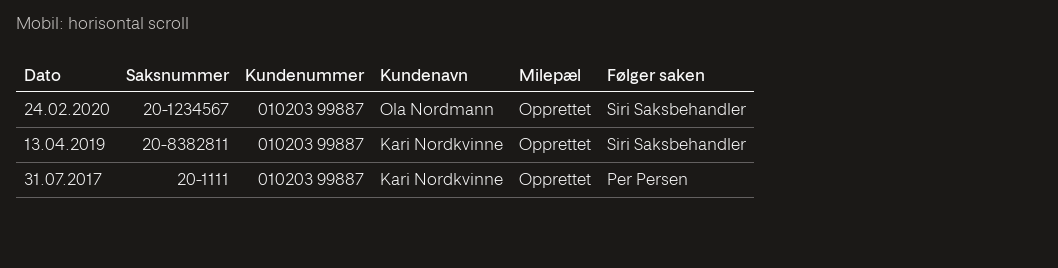 Mobil: horisontal scroll
Dato Saksnummer Kundenummer Kundenavn Milepæl Følger saken
24.02.2020 20-1234567 010203 99887 Ola Nordmann Opprettet Siri Saksbehandler
13.04.2019 20-8382811 010203 99887 Kari Nordkvinne Opprettet Siri Saksbehandler
31.07.2017 20-1111 010203 99887 Kari Nordkvinne Opprettet Per Persen